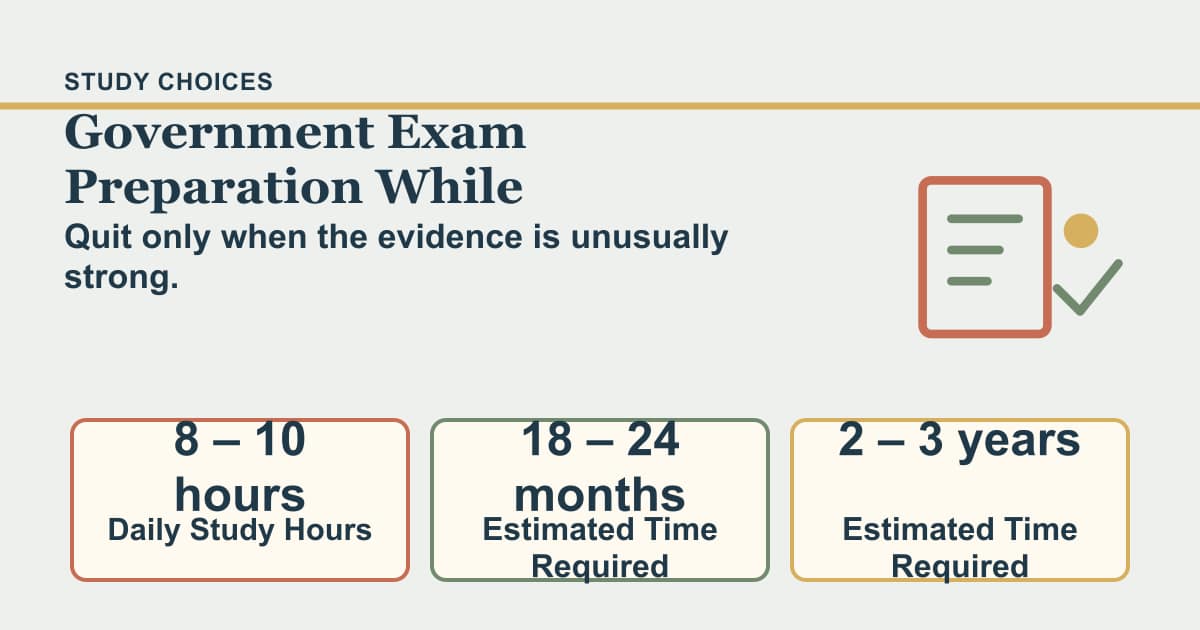 STUDY CHOICES
Government Exam
Preparation While
Quit only when the evidence is unusually
strong.
8 – 10
hours
Daily Study Hours
18 – 24
months
Estimated Time
Required
2 – 3 years
Estimated Time
Required